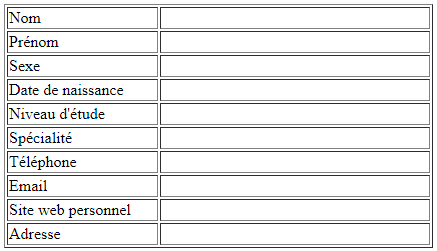 Nom
Prénom
Sexe
Date de naissance
Niveau d'étude
Spécialité
Téléphone
Email
Site web personnel
Adresse